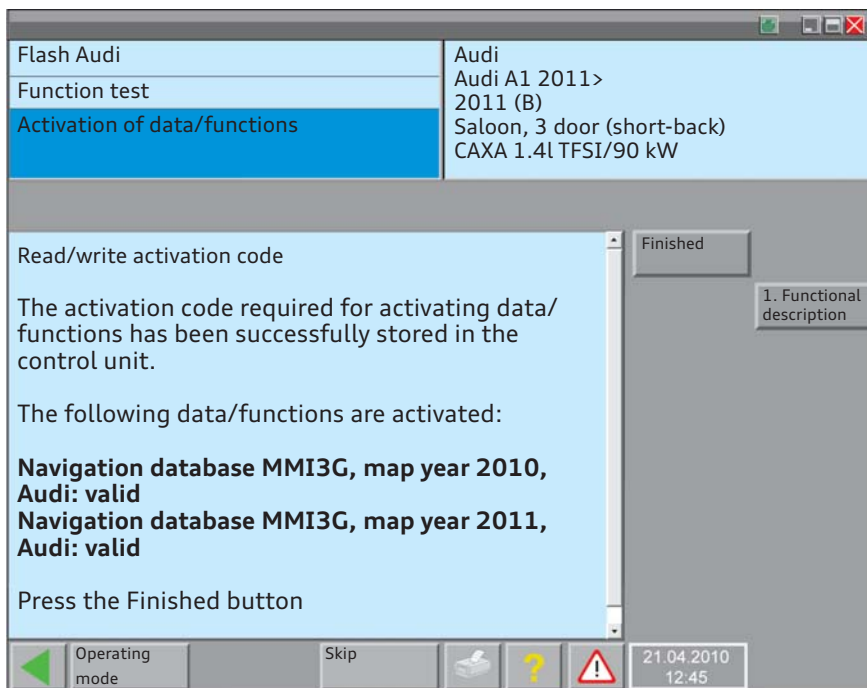 Flash Audi
Function test
Activation of data/functions
Audi
Audi A1 2011>
2011 (B)
Saloon, 3 door (short-back)
CAXA 1.4l TFSI/90 kW
Read/write activation code
The activation code required for activating data/
functions has been successfully stored in the
control unit.
The following data/functions are activated:
Navigation database MMI3G, map year 2010,
Audi: valid
Navigation database MMI3G, map year 2011,
Audi: valid
Press the Finished button
Finished
1. Functional
description
Operating
mode
Skip
?
21.04.2010
12:45